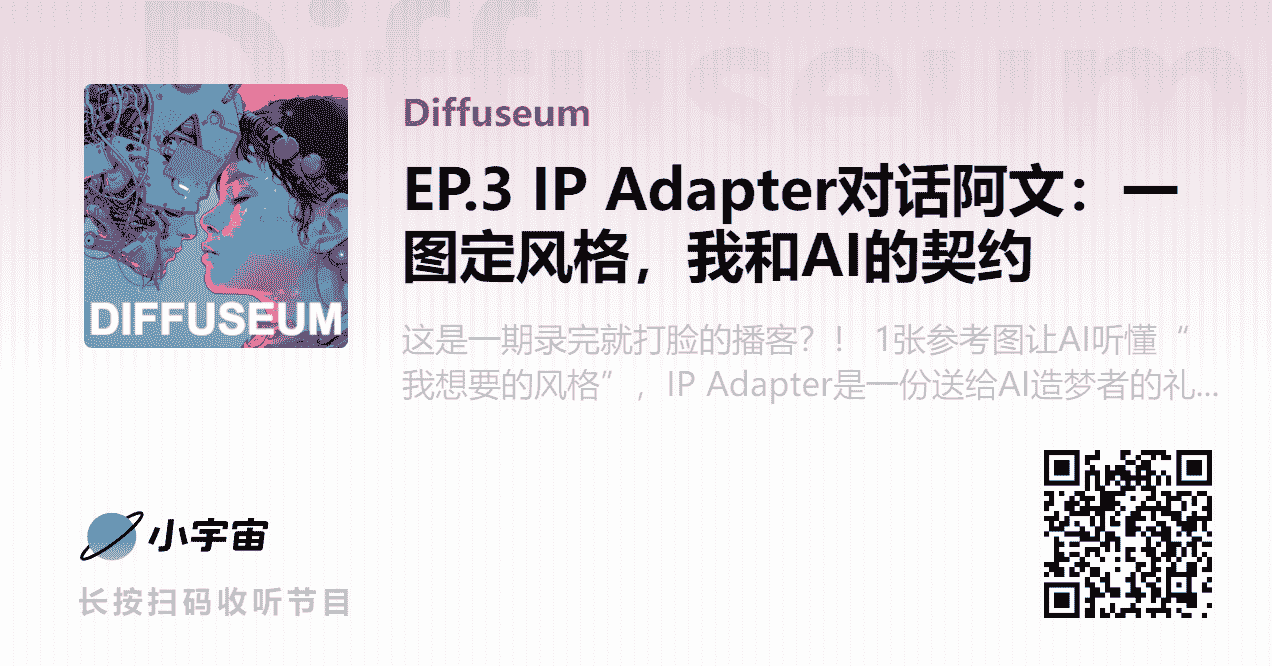 Diffuseum
DIFFUSEUM
Diffuseum
EP.3 IP Adapter对话阿文：一
图定风格，我和AI的契约
这是一期录完就打脸的播客？！ 1张参考图让AI听懂“
我想要的风格”，IP Adapter是一份送给AI造梦者的礼...
小宇宙
长按扫码收听节目